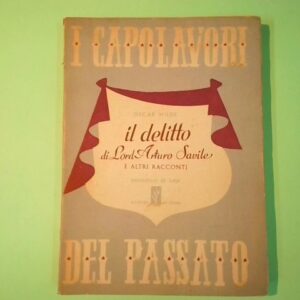 I CAPOLAVORI
OSCAR WILDE
il delitto
di Lord Arturo Savile
E ALTRI RACCONTI
DEL PASSATO